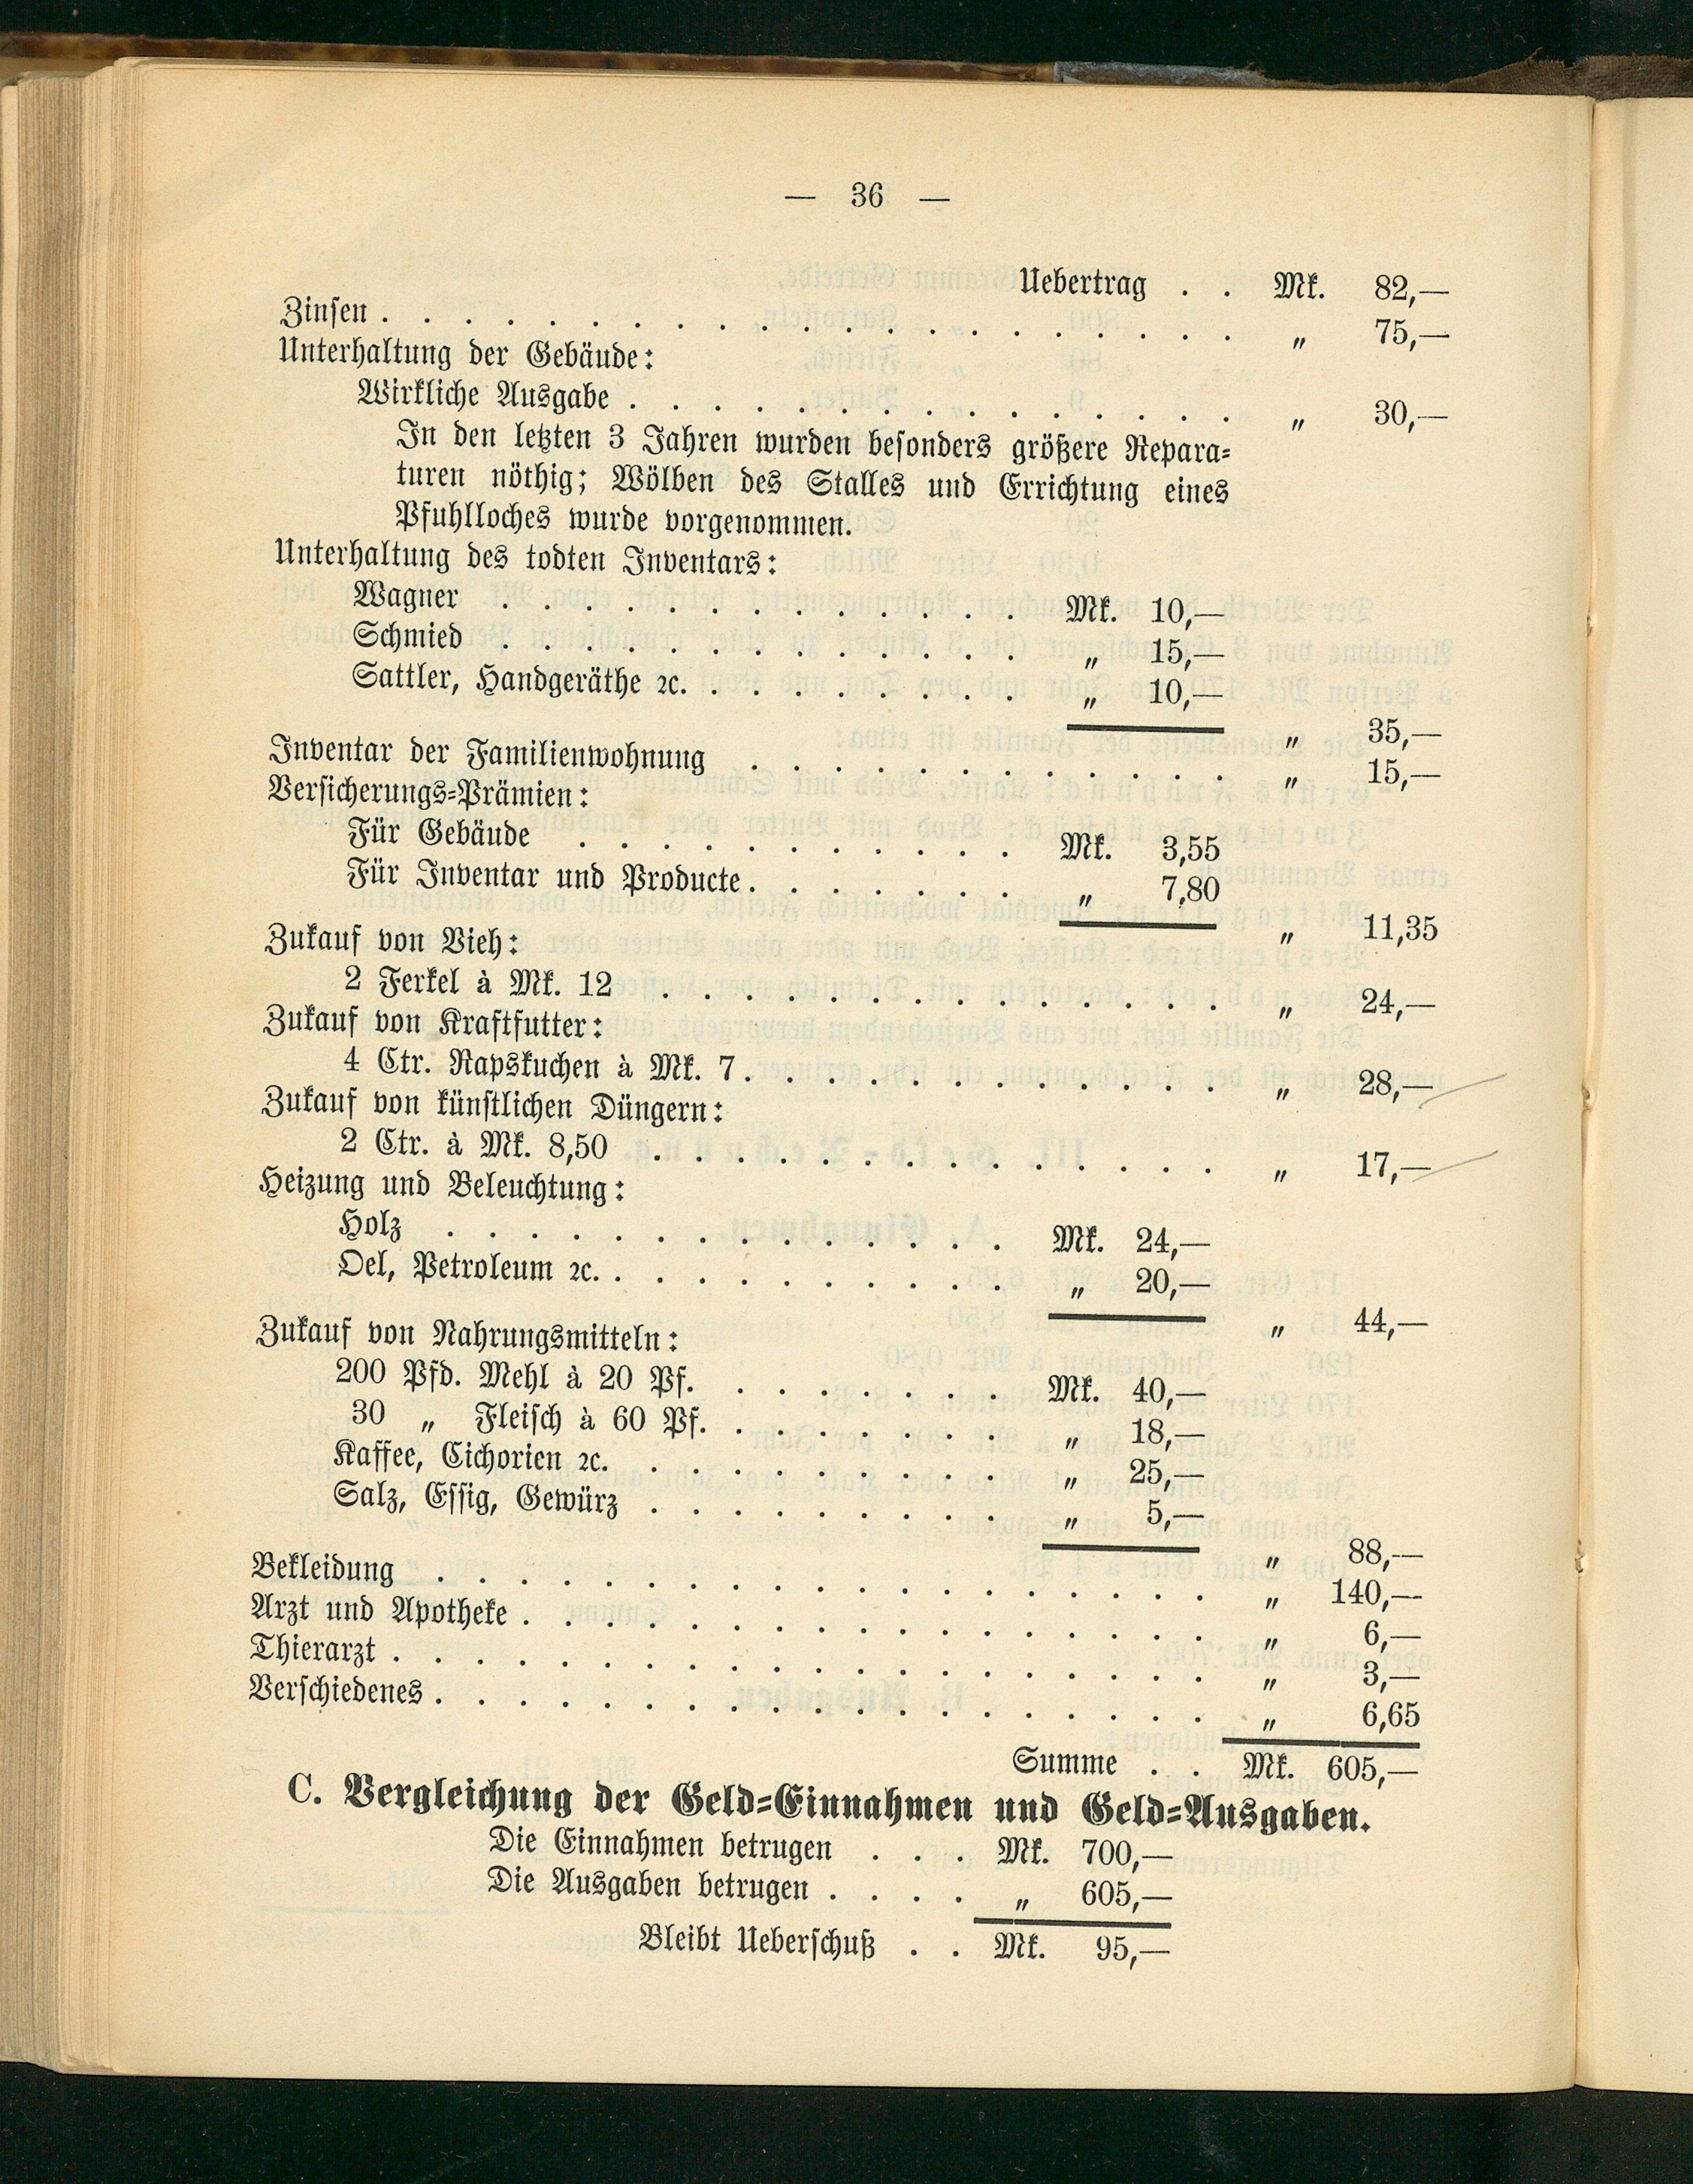 — 36 —
Uebertrag . . Mk. 82,—
Zinsen . . . . . . . . . . . . . . . . . . . . . „ 75,—
Unterhaltung der Gebäude:
Wirkliche Ausgabe . . . . . . . . . . . . . . . „ 30,—
In den letzten 3 Jahren wurden besonders größere Repara=
turen nöthig; Wölben des Stalles und Errichtung eines
Pfuhlloches wurde vorgenommen.
Unterhaltung des todten Inventars:
Wagner . . . . . . . . . . . . . Mk. 10,—
Schmied . . . . . . . . . . . . . „ 15,—
Sattler, Handgeräthe ꝛc. . . . . . . . . „ 10,—
„ 35,—
Inventar der Familienwohnung . . . . . . . . . . . . „ 15,—
Versicherungs=Prämien:
Für Gebäude . . . . . . . . . . . Mk. 3,55
Für Inventar und Producte . . . . . . . „ 7,80
„ 11,35
Zukauf von Vieh:
2 Ferkel à Mk. 12 . . . . . . . . . . . . . . „ 24,—
Zukauf von Kraftfutter:
4 Ctr. Rapskuchen à Mk. 7 . . . . . . . . . . . . „ 28,—
Zukauf von künstlichen Düngern:
2 Ctr. à Mk. 8,50 . . . . . . . . . . . . . . „ 17,—
Heizung und Beleuchtung:
Holz . . . . . . . . . . . . . . Mk. 24,—
Oel, Petroleum ꝛc. . . . . . . . . . . „ 20,—
„ 44,—
Zukauf von Nahrungsmitteln:
200 Pfd. Mehl à 20 Pf. . . . . . . . Mk. 40,—
30 „ Fleisch à 60 Pf. . . . . . . . „ 18,—
Kaffee, Cichorien ꝛc. . . . . . . . . . „ 25,—
Salz, Essig, Gewürz . . . . . . . . . „ 5,—
„ 88,—
Bekleidung . . . . . . . . . . . . . . . . . . . „ 140,—
Arzt und Apotheke . . . . . . . . . . . . . . . . . „ 6,—
Thierarzt . . . . . . . . . . . . . . . . . . . . „ 3,—
Verschiedenes . . . . . . . . . . . . . . . . . . . „ 6,65
Summe . . Mk. 605,—
C. Vergleichung der Geld=Einnahmen und Geld=Ausgaben.
Die Einnahmen betrugen . . . Mk. 700,—
Die Ausgaben betrugen . . . . „ 605,—
Bleibt Ueberschuß . . Mk. 95,—